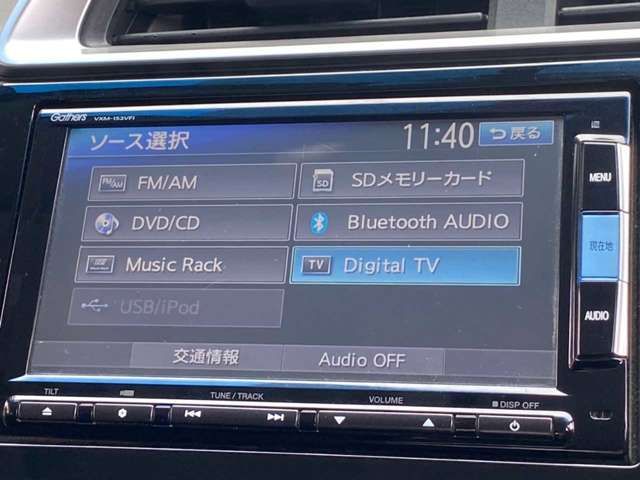 Gathers VXM-153VFi
ソース選択
11:40
戻る
FM/AM FM/AM
SD SDメモリーカード
DVD/CD
Bluetooth AUDIO
Music Rack
TV Digital TV
USB/iPod
交通情報
Audio OFF
MENU
現在地
AUDIO
TILT
TUNE / TRACK
VOLUME
DISP OFF